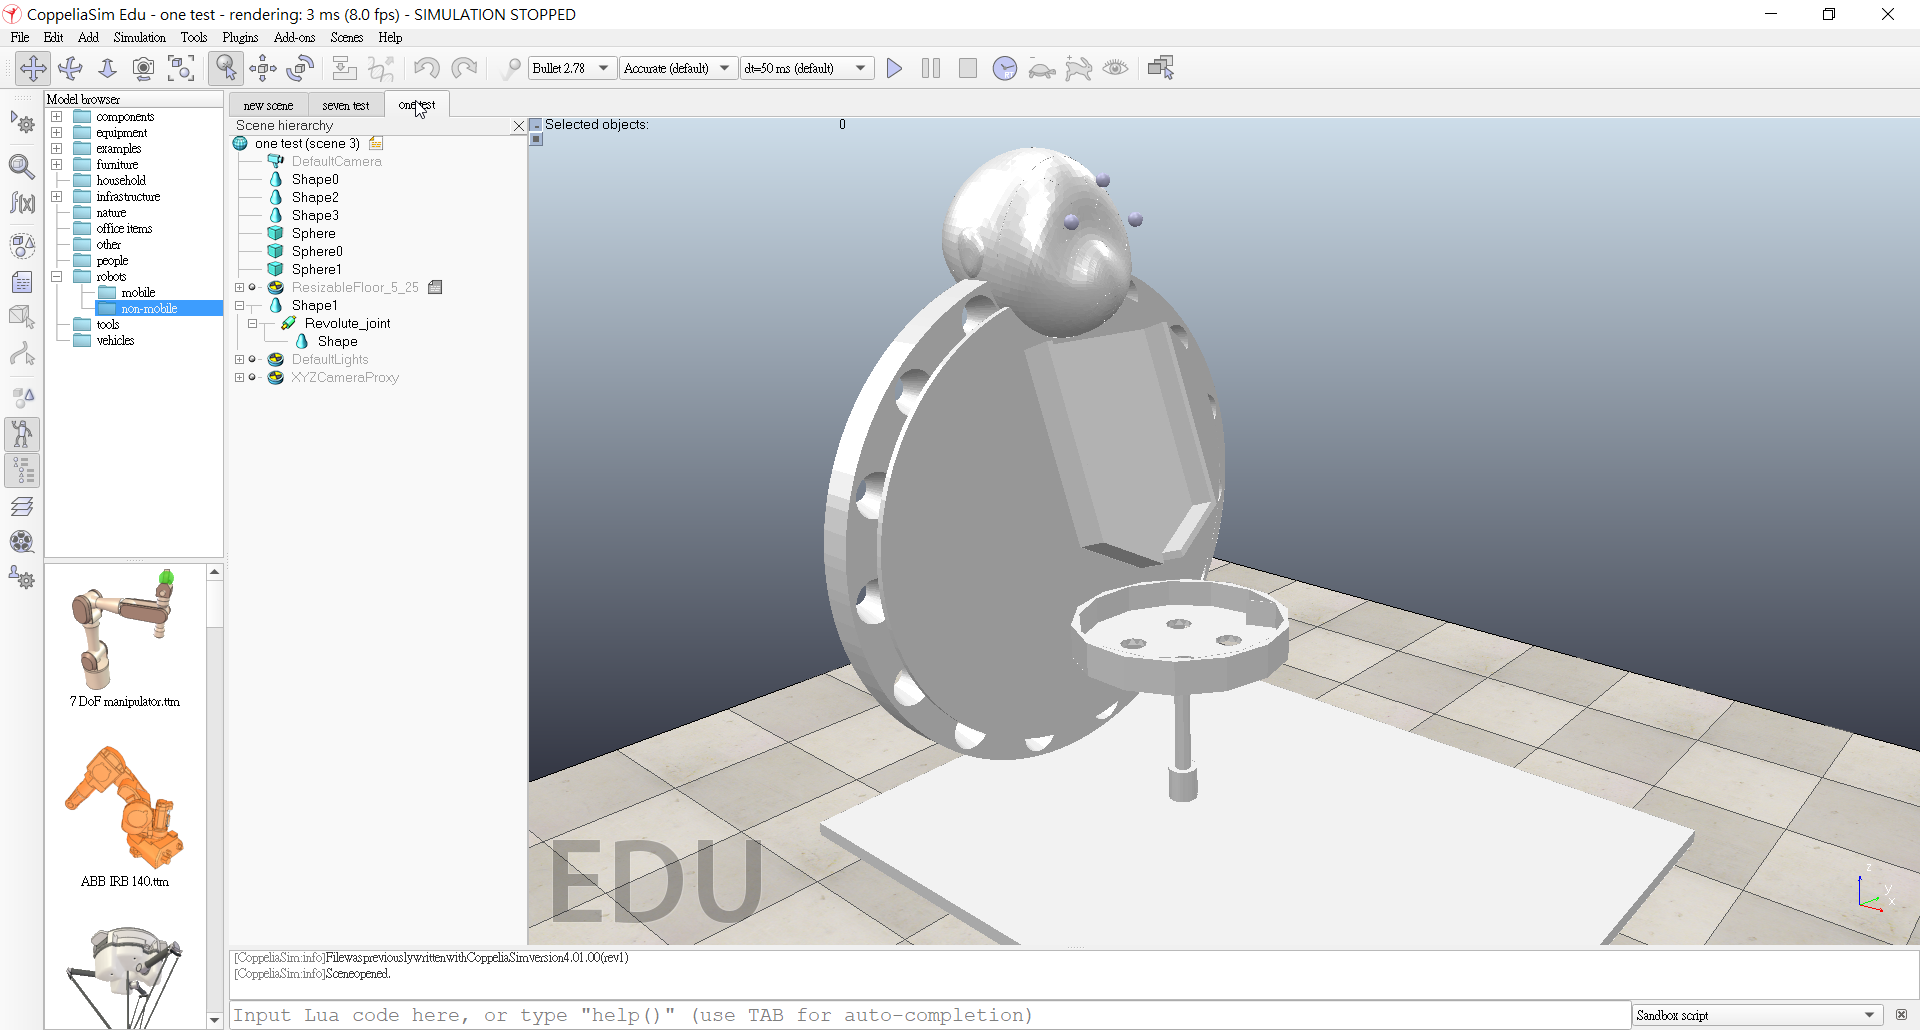 CoppeliaSim Edu - one test - rendering: 3 ms (8.0 fps) - SIMULATION STOPPED
File Edit Add Simulation Tools Plugins Add-ons Scenes Help
Bullet 2.78 Accurate (default) dt=50 ms (default)
Model browser
components
equipment
examples
furniture
household
infrastructure
nature
office items
other
people
robots
mobile
non-mobile
tools
vehicles
7 DoF manipulator.ttm
ABB IRB 140.ttm
new scene seven test one test
Scene hierarchy
one test (scene 3)
DefaultCamera
Shape0
Shape2
Shape3
Sphere
Sphere0
Sphere1
ResizableFloor_5_25
Shape1
Revolute_joint
Shape
DefaultLights
XYZCameraProxy
Selected objects: 0
EDU
z
y
x
[CoppeliaSim:info]FilewaspreviouslywrittenwithCoppeliaSimversion4.01.00(rev1)
[CoppeliaSim:info]Sceneopened.
Input Lua code here, or type "help()" (use TAB for auto-completion)
Sandbox script